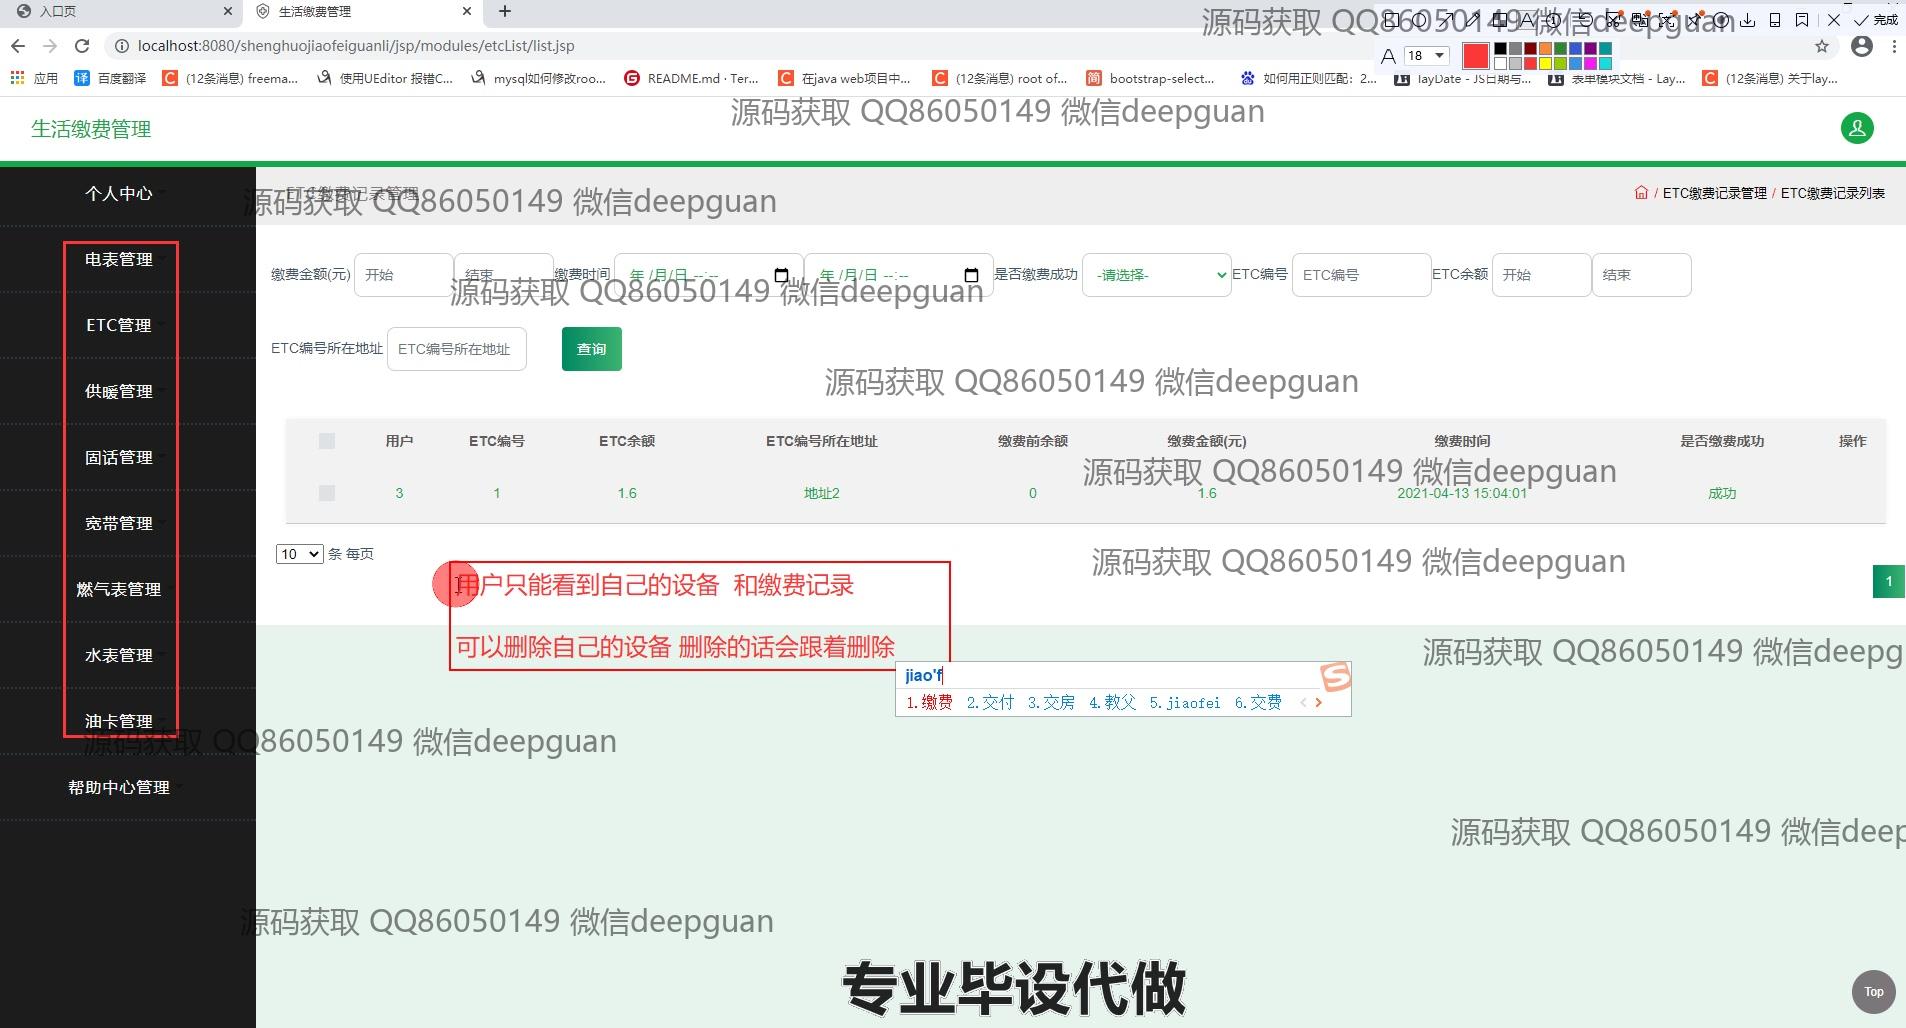 入口页
生活缴费管理
源码获取 QQ86050149 微信deepguan
完成
localhost:8080/shenghuojiaofeiguanli/jsp/modules/etcList/list.jsp
A 18
应用
百度翻译
(12条消息) freema...
使用UEditor 报错C...
mysql如何修改roo...
README.md · Ter...
在java web项目中...
(12条消息) root of...
bootstrap-select...
如何用正则匹配：2...
layDate - JS日期与...
表单模块文档 - Lay...
(12条消息) 关于lay...
源码获取 QQ86050149 微信deepguan
生活缴费管理
个人中心
ETC缴费记录管理
源码获取 QQ86050149 微信deepguan
/ ETC缴费记录管理 / ETC缴费记录列表
电表管理
缴费金额(元) 开始 结束 缴费时间 年 /月/日 --:-- 年 /月/日 --:-- 是否缴费成功 -请选择- ETC编号 ETC编号 ETC余额 开始 结束
源码获取 QQ86050149 微信deepguan
ETC管理
ETC编号所在地址 ETC编号所在地址 查询
源码获取 QQ86050149 微信deepguan
供暖管理
用户 ETC编号 ETC余额 ETC编号所在地址 缴费前余额 缴费金额(元) 缴费时间 是否缴费成功 操作
固话管理
源码获取 QQ86050149 微信deepguan
3 1 1.6 地址2 0 1.6 2021-04-13 15:04:01 成功
宽带管理
10 条 每页
源码获取 QQ86050149 微信deepguan
1
燃气表管理
用户只能看到自己的设备 和缴费记录
可以删除自己的设备 删除的话会跟着删除
水表管理
源码获取 QQ86050149 微信deepg
jiao'f
1.缴费 2.交付 3.交房 4.教父 5.jiaofei 6.交费
油卡管理
源码获取 QQ86050149 微信deepguan
帮助中心管理
源码获取 QQ86050149 微信deep
源码获取 QQ86050149 微信deepguan
专业毕设代做
Top